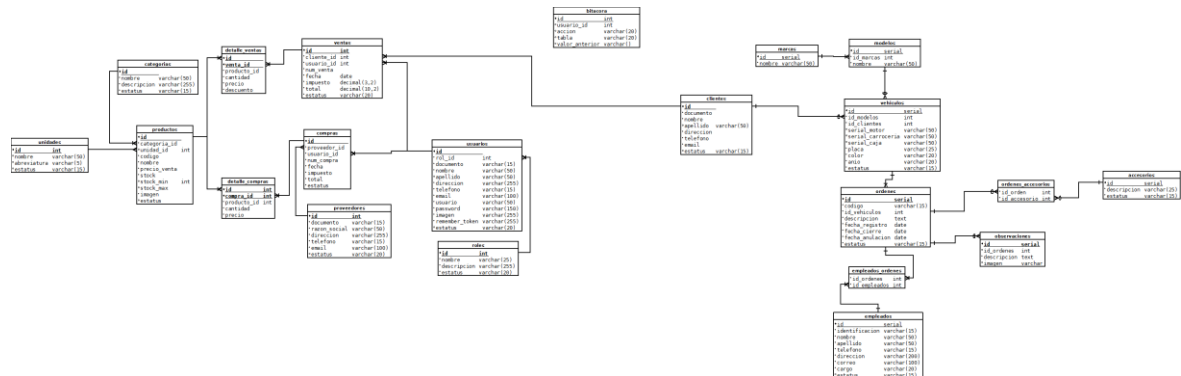 bitacora
*id int
*usuario_id int
*accion varchar(20)
*tabla varchar(20)
*valor_anterior varchar()
ventas
*id int
*cliente_id int
*usuario_id int
*num_venta
*fecha date
*impuesto decimal(3,2)
*total decimal(10,2)
*estatus varchar(20)
detalle_ventas
*id
*venta_id
*producto_id
*cantidad
*precio
*descuento
categorias
*id
*nombre varchar(50)
*descripcion varchar(255)
*estatus varchar(15)
marcas
*id serial
*nombre varchar(50)
modelos
*id serial
*id_marcas int
*nombre varchar(50)
clientes
*id
*documento
*nombre
*apellido varchar(50)
*direccion
*telefono
*email
*estatus
vehiculos
*id serial
*id_modelos int
*id_clientes int
*serial_motor varchar(50)
*serial_carroceria varchar(50)
*serial_caja varchar(50)
*placa
*color varchar(20)
*anio varchar(20)
*estatus varchar(15)
unidades
*id int
*nombre varchar(50)
*abreviatura varchar(5)
*estatus varchar(15)
productos
*id
*categoria_id
*unidad_id int
*codigo
*nombre
*precio_venta
*stock
*stock_min int
*stock_max
*imagen
*estatus
compras
*id
*proveedor_id
*usuario_id
*num_compra
*fecha
*impuesto
*total
*estatus
usuarios
*id int
*rol_id int
*documento varchar(15)
*nombre varchar(50)
*apellido varchar(50)
*direccion varchar(255)
*telefono varchar(15)
*email varchar(100)
*usuario varchar(50)
*password varchar(150)
*imagen varchar(255)
*remember_token varchar(255)
*estatus varchar(20)
detalle_compras
*id int
*compra_id int
*producto_id int
*cantidad
*precio
proveedores
*id int
*documento varchar(15)
*razon_social varchar(50)
*direccion varchar(255)
*telefono varchar(15)
*email varchar(100)
*estatus varchar(20)
roles
*id int
*nombre varchar(25)
*descripcion varchar(255)
*estatus varchar(20)
ordenes
*id serial
*codigo varchar(15)
*id_vehiculos int
*descripcion text
*fecha_registro date
*fecha_cierre date
*fecha_anulacion date
*estatus varchar(15)
ordenes_accesorios
*id_orden int
*id_accesorio int
accesorios
*id serial
*descripcion varchar(25)
*estatus varchar(15)
observaciones
*id serial
*id_ordenes int
*descripcion text
*imagen varchar
empleados_ordenes
*id_ordenes int
*id_empleados int
empleados
*id serial
*identificacion varchar(15)
*nombre varchar(50)
*apellido varchar(50)
*telefono varchar(15)
*direccion varchar(200)
*correo varchar(100)
*cargo varchar(20)
*estatus varchar(15)